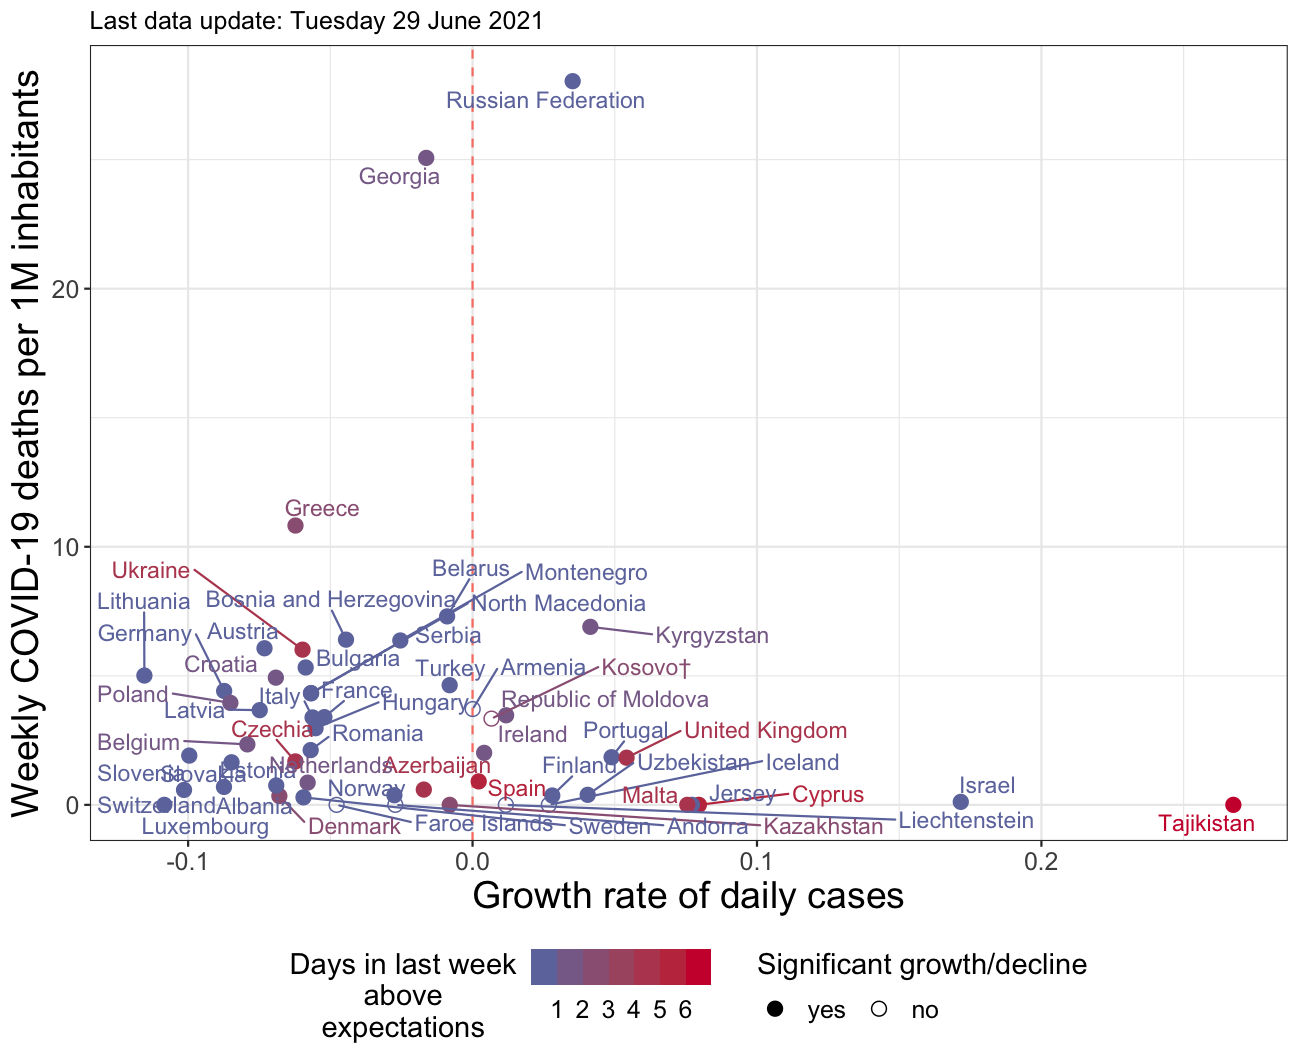 Last data update: Tuesday 29 June 2021
Weekly COVID-19 deaths per 1M inhabitants
Russian Federation
Georgia
20
Greece
10
Belarus
Ukraine
Montenegro
Lithuania
Bosnia and Herzegovina
North Macedonia
Germany
Austria
Serbia
Kyrgyzstan
Croatia
Bulgaria
Turkey
Armenia
Kosovo†
Poland
Italy
France
Latvia
Hungary
Republic of Moldova
Czechia
Romania
Ireland
Portugal
United Kingdom
Belgium
Netherlands
Azerbaijan
Finland
Uzbekistan
Iceland
Slovenia
Slovakia
Estonia
Norway
Spain
Malta
Jersey
Cyprus
Israel
0
Switzerland
Albania
Luxembourg
Denmark
Faroe Islands
Sweden
Andorra
Kazakhstan
Liechtenstein
Tajikistan
-0.1
0.0
0.1
0.2
Growth rate of daily cases
Days in last week
above
expectations
1 2 3 4 5 6
Significant growth/decline
yes
no